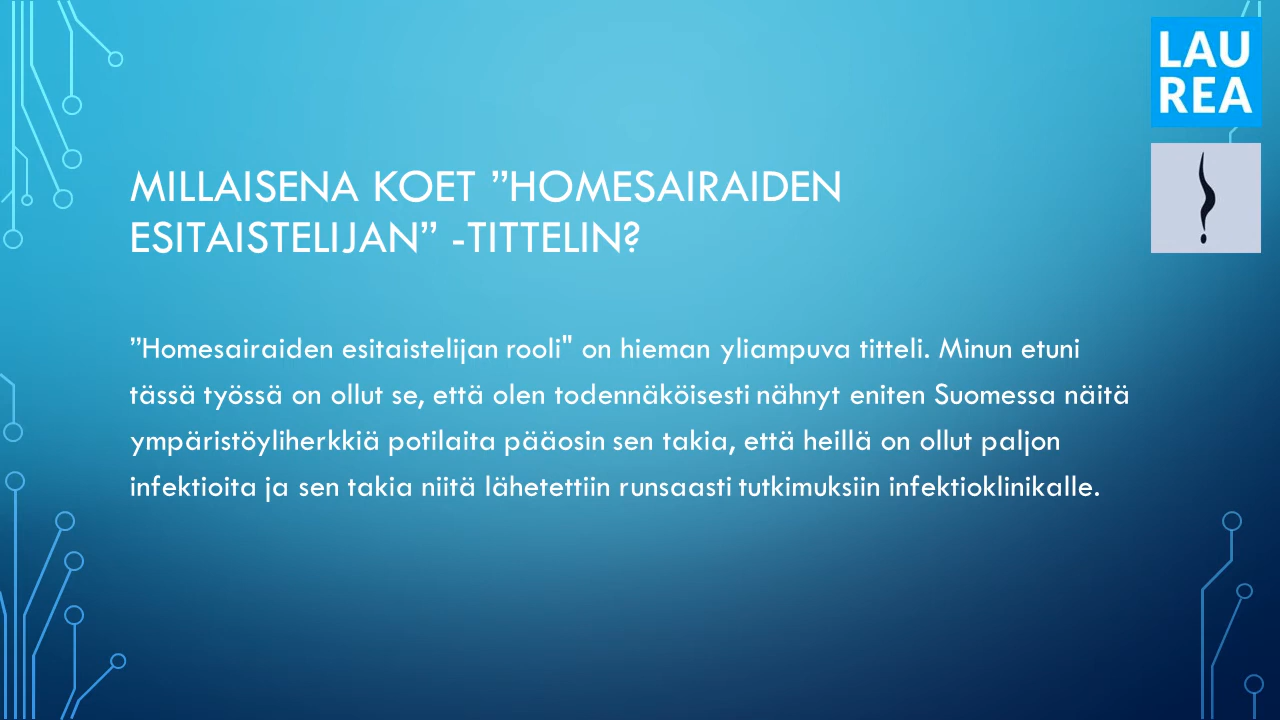 LAU
REA
MILLAISENA KOET ”HOMESAIRAIDEN
ESITAISTELIJAN” -TITTELIN?
”Homesairaiden esitaistelijan rooli" on hieman yliampuva titteli. Minun etuni
tässä työssä on ollut se, että olen todennäköisesti nähnyt eniten Suomessa näitä
ympäristöyliherkkiä potilaita pääosin sen takia, että heillä on ollut paljon
infektioita ja sen takia niitä lähetettiin runsaasti tutkimuksiin infektioklinikalle.